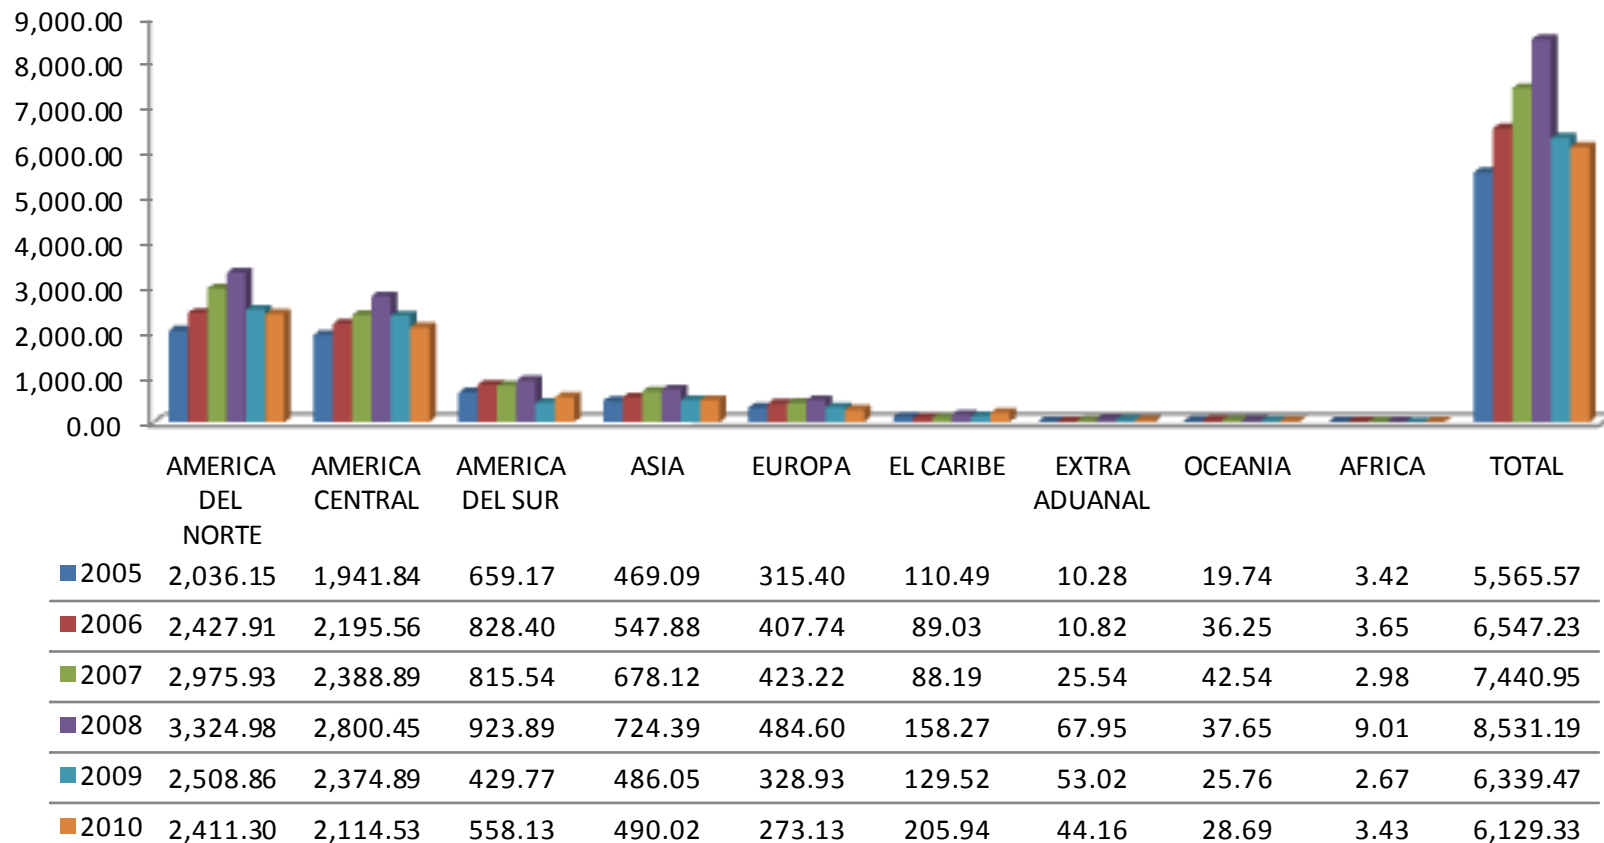 9,000.00
8,000.00
7,000.00
6,000.00
5,000.00
4,000.00
3,000.00
2,000.00
1,000.00
0.00
AMERICA DEL NORTE
AMERICA CENTRAL
AMERICA DEL SUR
ASIA
EUROPA
EL CARIBE
EXTRA ADUANAL
OCEANIA
AFRICA
TOTAL
2005 2,036.15 1,941.84 659.17 469.09 315.40 110.49 10.28 19.74 3.42 5,565.57
2006 2,427.91 2,195.56 828.40 547.88 407.74 89.03 10.82 36.25 3.65 6,547.23
2007 2,975.93 2,388.89 815.54 678.12 423.22 88.19 25.54 42.54 2.98 7,440.95
2008 3,324.98 2,800.45 923.89 724.39 484.60 158.27 67.95 37.65 9.01 8,531.19
2009 2,508.86 2,374.89 429.77 486.05 328.93 129.52 53.02 25.76 2.67 6,339.47
2010 2,411.30 2,114.53 558.13 490.02 273.13 205.94 44.16 28.69 3.43 6,129.33